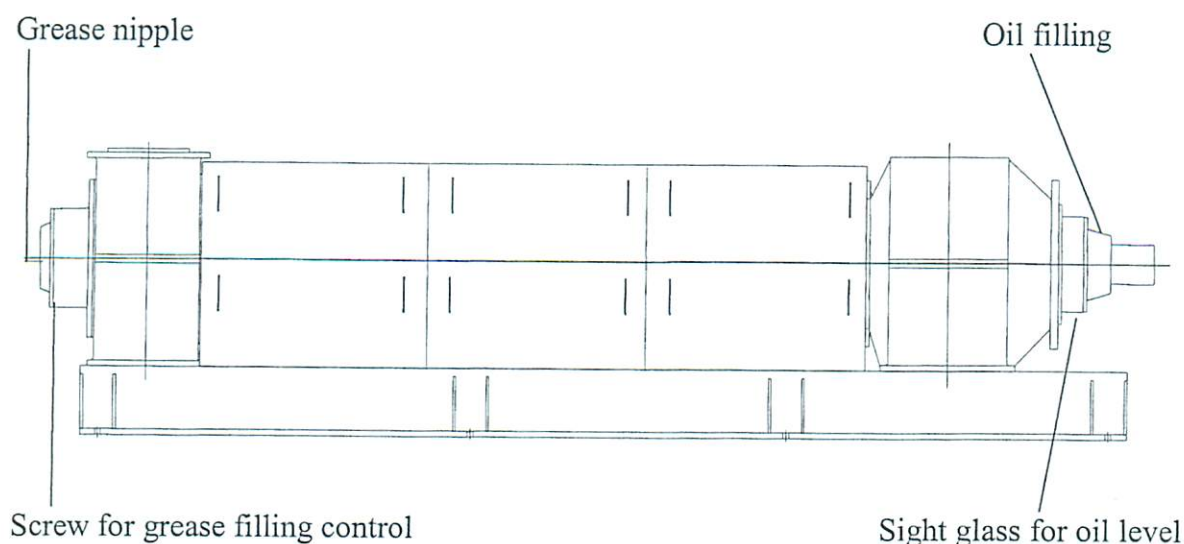 Grease nipple
Oil filling
Screw for grease filling control
Sight glass for oil level